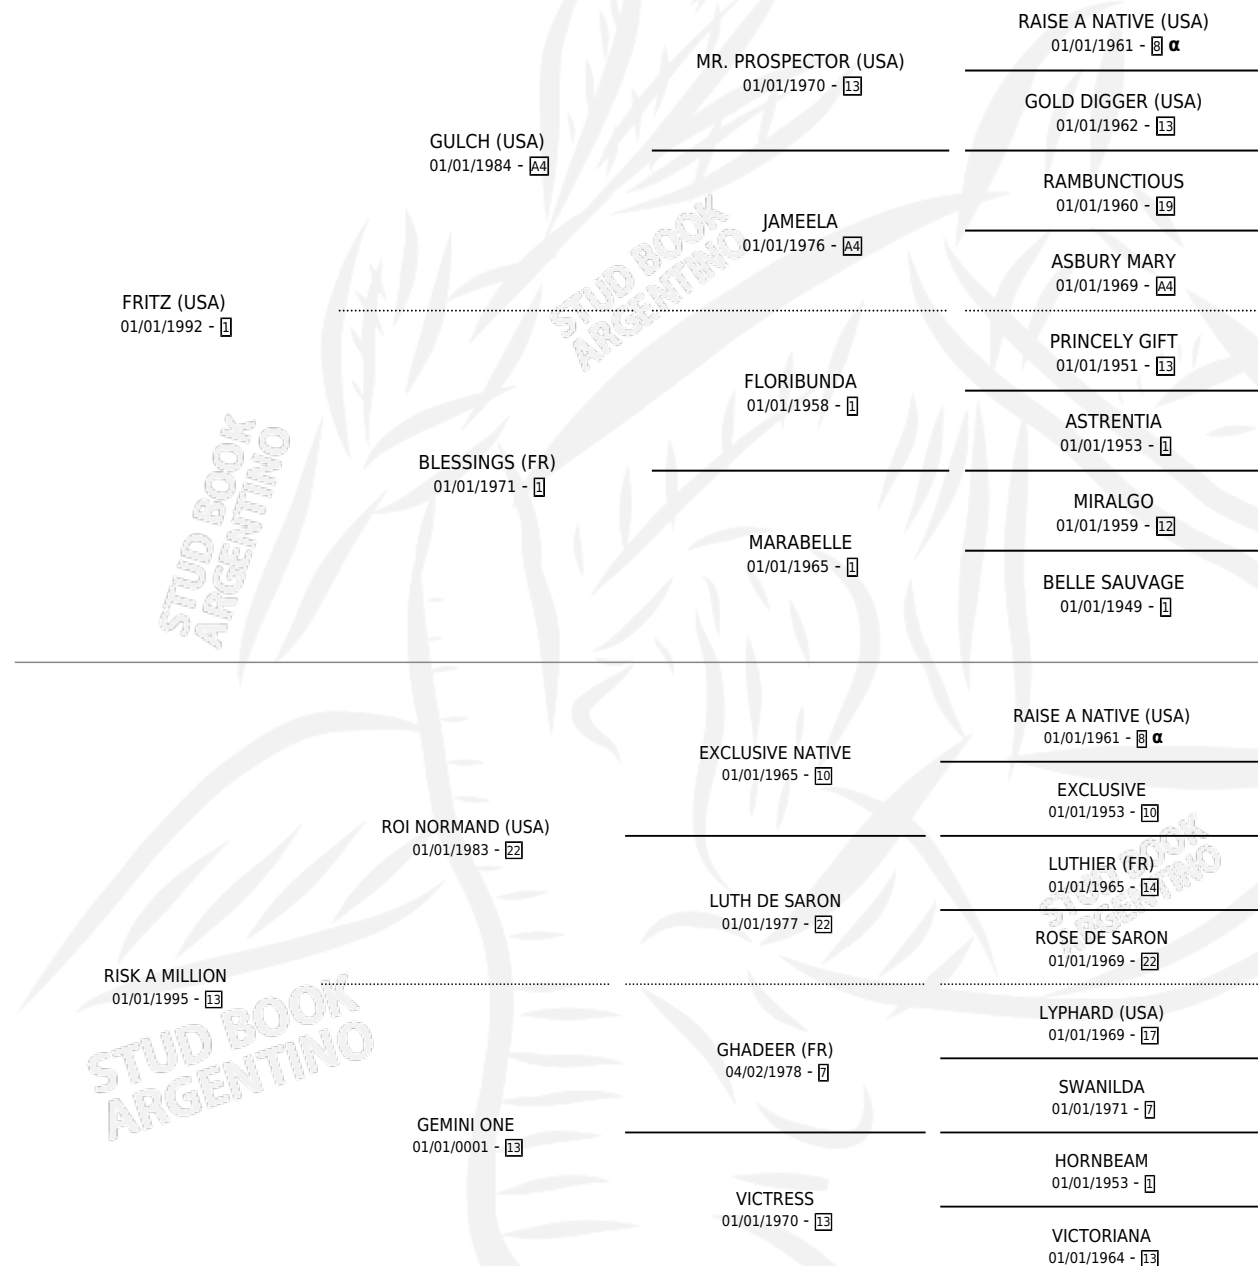 RAISE A NATIVE (USA)
01/01/1961 - 8 α
MR. PROSPECTOR (USA)
01/01/1970 - 13
GOLD DIGGER (USA)
01/01/1962 - 13
GULCH (USA)
01/01/1984 - A4
RAMBUNCTIOUS
01/01/1960 - 19
JAMEELA
01/01/1976 - A4
ASBURY MARY
01/01/1969 - A4
STUD BOOK
ARGENTINO
FRITZ (USA)
01/01/1992 - 1
PRINCELY GIFT
01/01/1951 - 13
FLORIBUNDA
01/01/1958 - 1
ASTRENTIA
01/01/1953 - 1
BLESSINGS (FR)
01/01/1971 - 1
MIRALGO
01/01/1959 - 12
MARABELLE
01/01/1965 - 1
BELLE SAUVAGE
01/01/1949 - 1
STUD BOOK
ARGENTINO
RAISE A NATIVE (USA)
01/01/1961 - 8 α
EXCLUSIVE NATIVE
01/01/1965 - 10
EXCLUSIVE
01/01/1953 - 10
ROI NORMAND (USA)
01/01/1983 - 22
LUTHIER (FR)
01/01/1965 - 14
STUD BOOK
ARGENTINO
LUTH DE SARON
01/01/1977 - 22
ROSE DE SARON
01/01/1969 - 22
RISK A MILLION
01/01/1995 - 13
STUD BOOK
ARGENTINO
LYPHARD (USA)
01/01/1969 - 17
GHADEER (FR)
04/02/1978 - 7
SWANILDA
01/01/1971 - 7
GEMINI ONE
01/01/0001 - 13
HORNBEAM
01/01/1953 - 1
VICTRESS
01/01/1970 - 13
VICTORIANA
01/01/1964 - 13